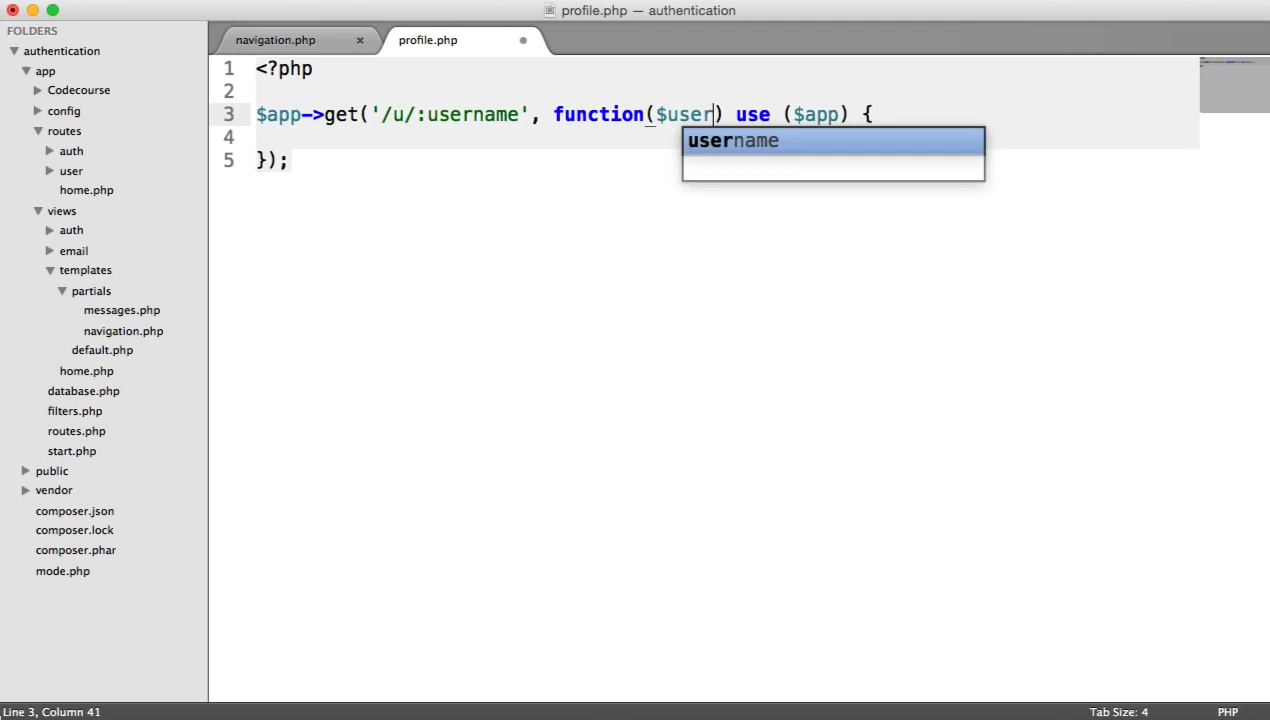 profile.php — authentication
FOLDERS
authentication
app
Codecourse
config
routes
auth
user
home.php
views
auth
email
templates
partials
messages.php
navigation.php
default.php
home.php
database.php
filters.php
routes.php
start.php
public
vendor
composer.json
composer.lock
composer.phar
mode.php
navigation.php ×
profile.php
1 <?php
2
3 $app->get('/u/:username', function($user) use ($app) {
username
4
5 });
Line 3, Column 41
Tab Size: 4 PHP